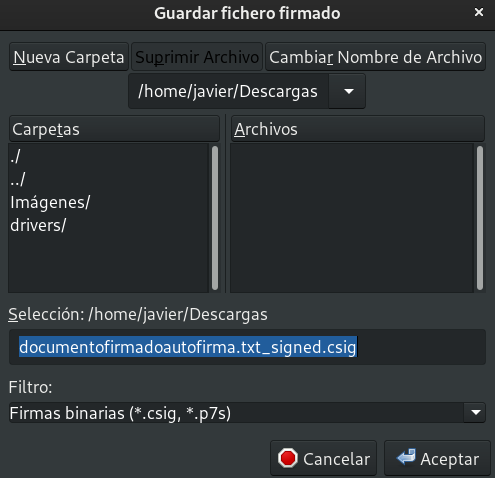 Guardar fichero firmado
Nueva Carpeta Suprimir Archivo Cambiar Nombre de Archivo
/home/javier/Descargas
Carpetas Archivos
./
../
Imágenes/
drivers/
Selección: /home/javier/Descargas
documentofirmadoautofirma.txt_signed.csig
Filtro:
Firmas binarias (*.csig, *.p7s)
Cancelar Aceptar